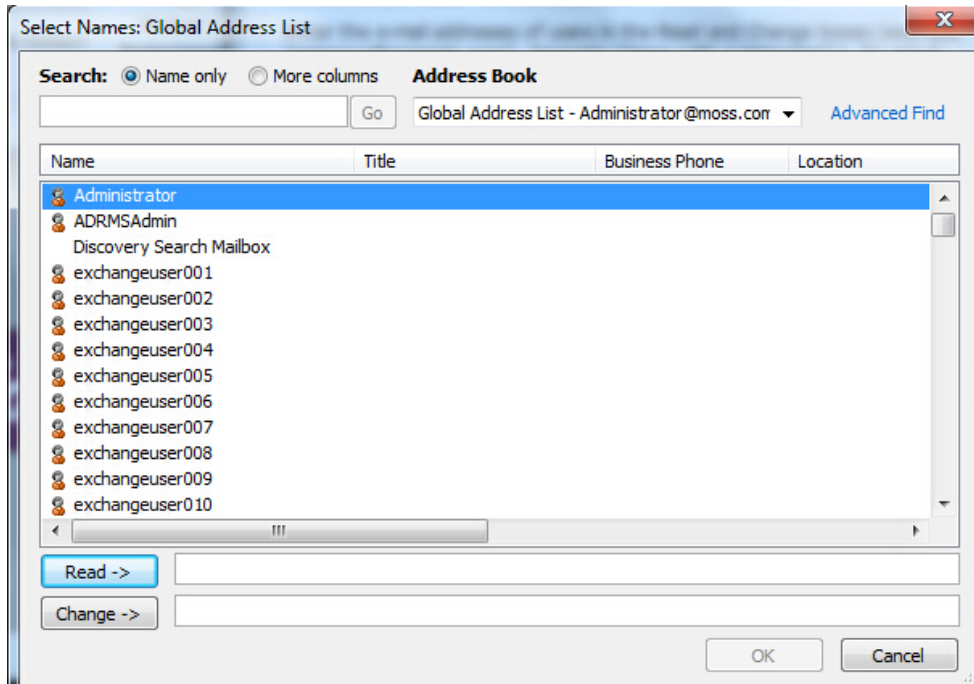 Select Names: Global Address List
Search: Name only More columns Address Book
Go Global Address List - Administrator@moss.com Advanced Find
Name Title Business Phone Location
Administrator
ADRMSAdmin
Discovery Search Mailbox
exchangeuser001
exchangeuser002
exchangeuser003
exchangeuser004
exchangeuser005
exchangeuser006
exchangeuser007
exchangeuser008
exchangeuser009
exchangeuser010
Read ->
Change ->
OK Cancel